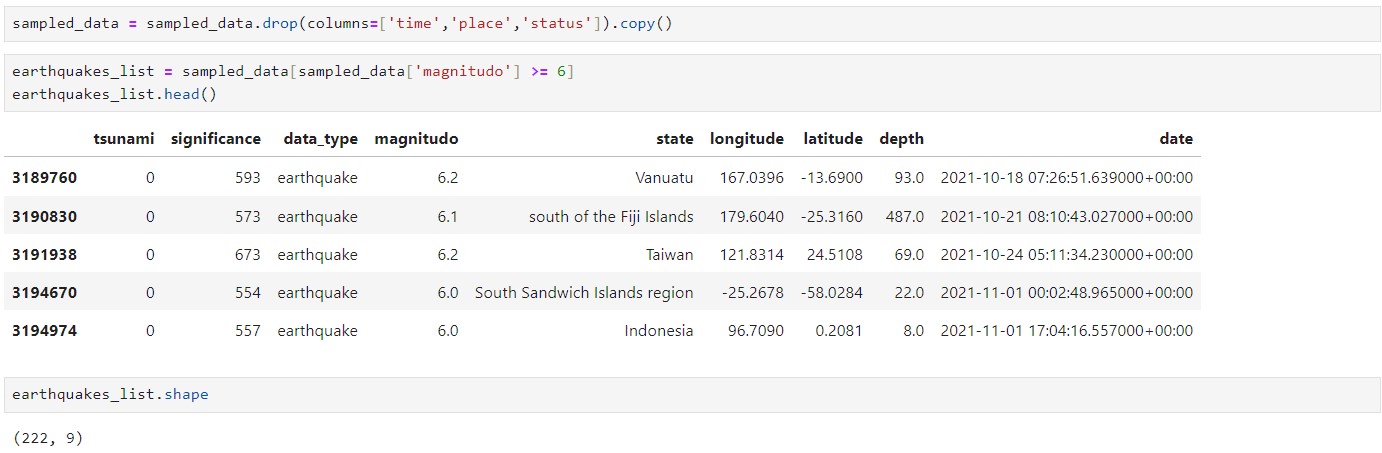 sampled_data = sampled_data.drop(columns=['time','place','status']).copy()
earthquakes_list = sampled_data[sampled_data['magnitudo'] >= 6]
earthquakes_list.head()
tsunami significance data_type magnitudo state longitude latitude depth date
3189760 0 593 earthquake 6.2 Vanuatu 167.0396 -13.6900 93.0 2021-10-18 07:26:51.639000+00:00
3190830 0 573 earthquake 6.1 south of the Fiji Islands 179.6040 -25.3160 487.0 2021-10-21 08:10:43.027000+00:00
3191938 0 673 earthquake 6.2 Taiwan 121.8314 24.5108 69.0 2021-10-24 05:11:34.230000+00:00
3194670 0 554 earthquake 6.0 South Sandwich Islands region -25.2678 -58.0284 22.0 2021-11-01 00:02:48.965000+00:00
3194974 0 557 earthquake 6.0 Indonesia 96.7090 0.2081 8.0 2021-11-01 17:04:16.557000+00:00
earthquakes_list.shape
(222, 9)